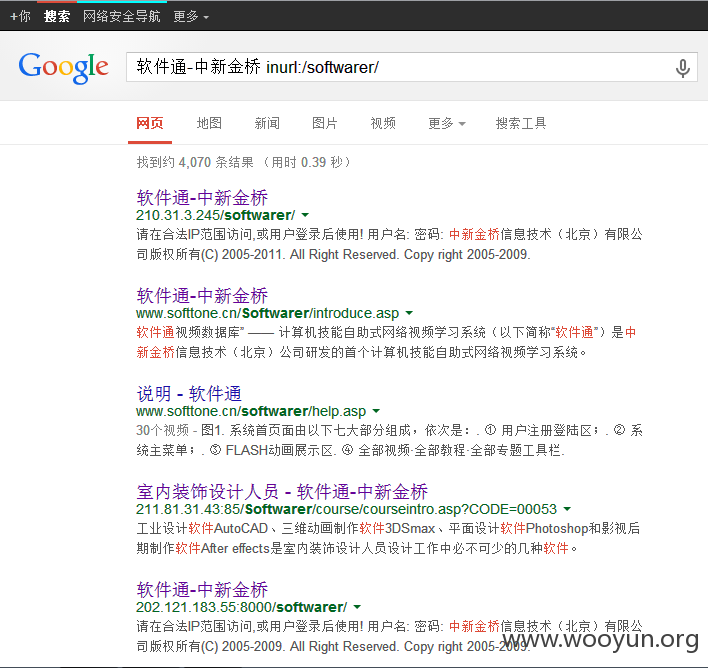 +你 搜索 网络安全导航 更多
Google 软件通-中新金桥 inurl:/softwarer/
网页 地图 新闻 图片 视频 更多 搜索工具
找到约 4,070 条结果 （用时 0.39 秒）
软件通-中新金桥
210.31.3.245/softwarer/
请在合法IP范围访问,或用户登录后使用! 用户名: 密码: 中新金桥信息技术（北京）有限公
司版权所有(C) 2005-2011. All Right Reserved. Copy right 2005-2009.
软件通-中新金桥
www.softtone.cn/Softwarer/introduce.asp
软件通视频数据库” —— 计算机技能自助式网络视频学习系统（以下简称“软件通”）是中
新金桥信息技术（北京）公司研发的首个计算机技能自助式网络视频学习系统。
说明 - 软件通
www.softtone.cn/softwarer/help.asp
30个视频 - 图1. 系统首页面由以下七大部分组成，依次是：. ① 用户注册登陆区；. ② 系
统主菜单；. ③ FLASH动画展示区. ④ 全部视频·全部教程·全部专题工具栏.
室内装饰设计人员 - 软件通-中新金桥
211.81.31.43:85/Softwarer/course/courseintro.asp?CODE=00053
工业设计软件AutoCAD、三维动画制作软件3DSmax、平面设计软件Photoshop和影视后
期制作软件After effects是室内装饰设计人员设计工作中必不可少的几种软件。
软件通-中新金桥
202.121.183.55:8000/softwarer/
请在合法IP范围访问,或用户登录后使用! 用户名: 密码: 中新金桥信息技术（北京）有限公
司版权所有(C) 2005-2009. All Right Reserved. Copy right 2005-2009.
www.wooyun.org